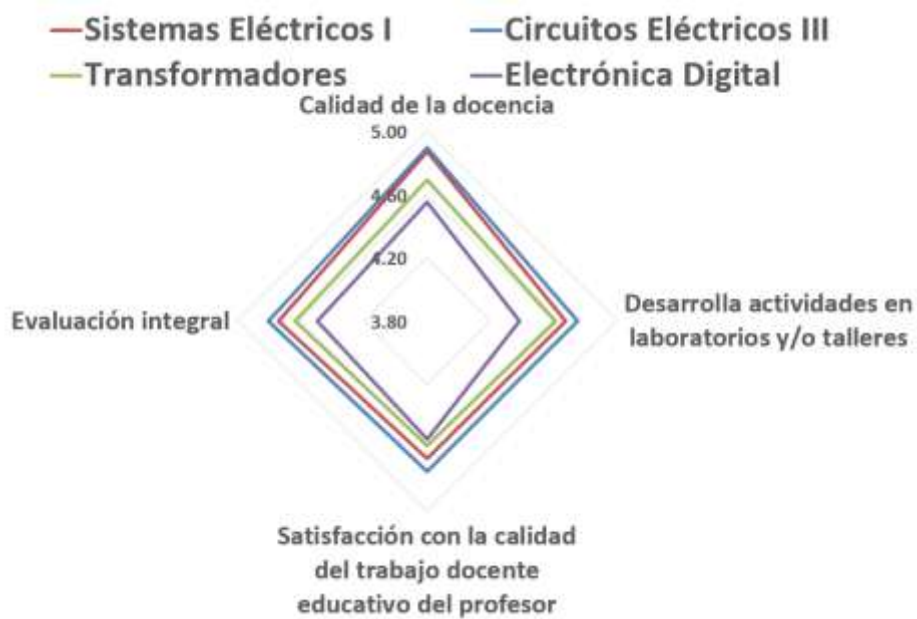 Sistemas Eléctricos I
Circuitos Eléctricos III
Transformadores
Electrónica Digital
Calidad de la docencia
5.00
4.60
4.20
3.80
Evaluación integral
Desarrolla actividades en
laboratorios y/o talleres
Satisfacción con la calidad
del trabajo docente
educativo del profesor